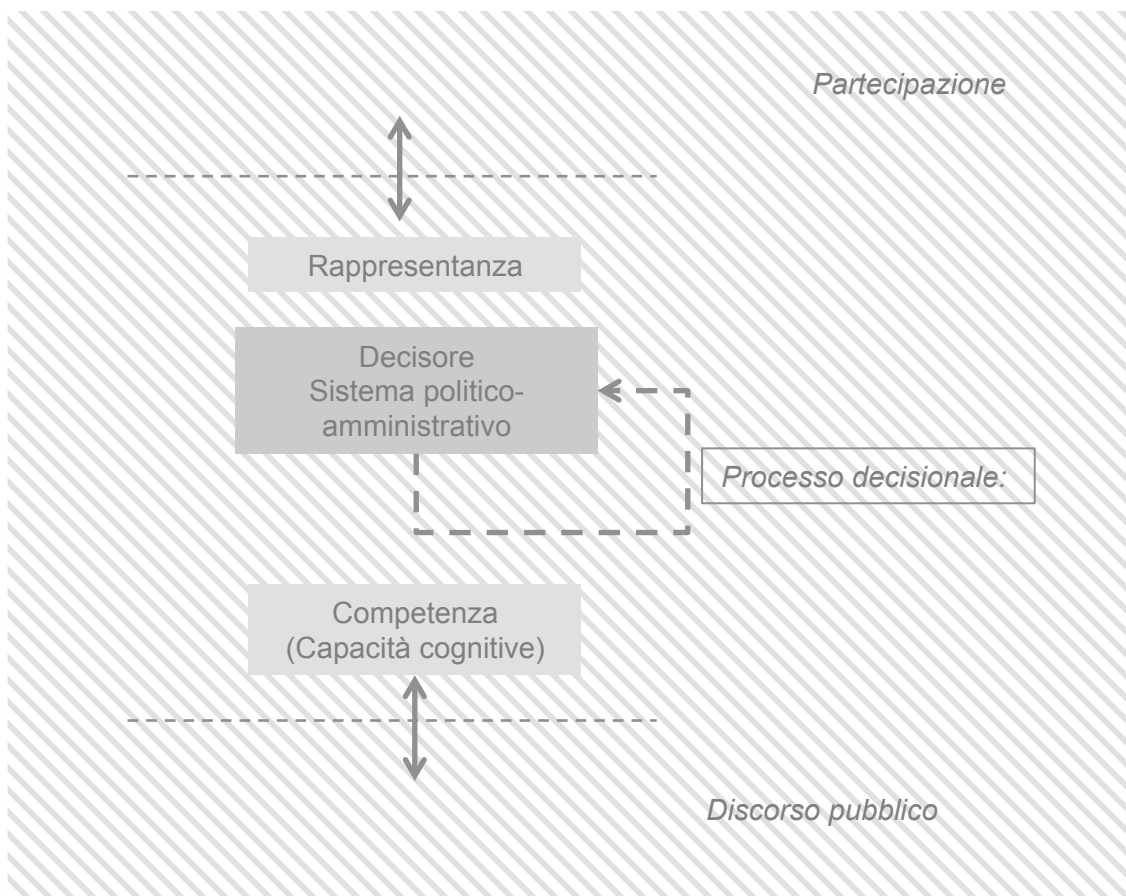 Partecipazione
Rappresentanza
Decisore
Sistema politico-
amministrativo
Processo decisionale:
Competenza
(Capacità cognitive)
Discorso pubblico